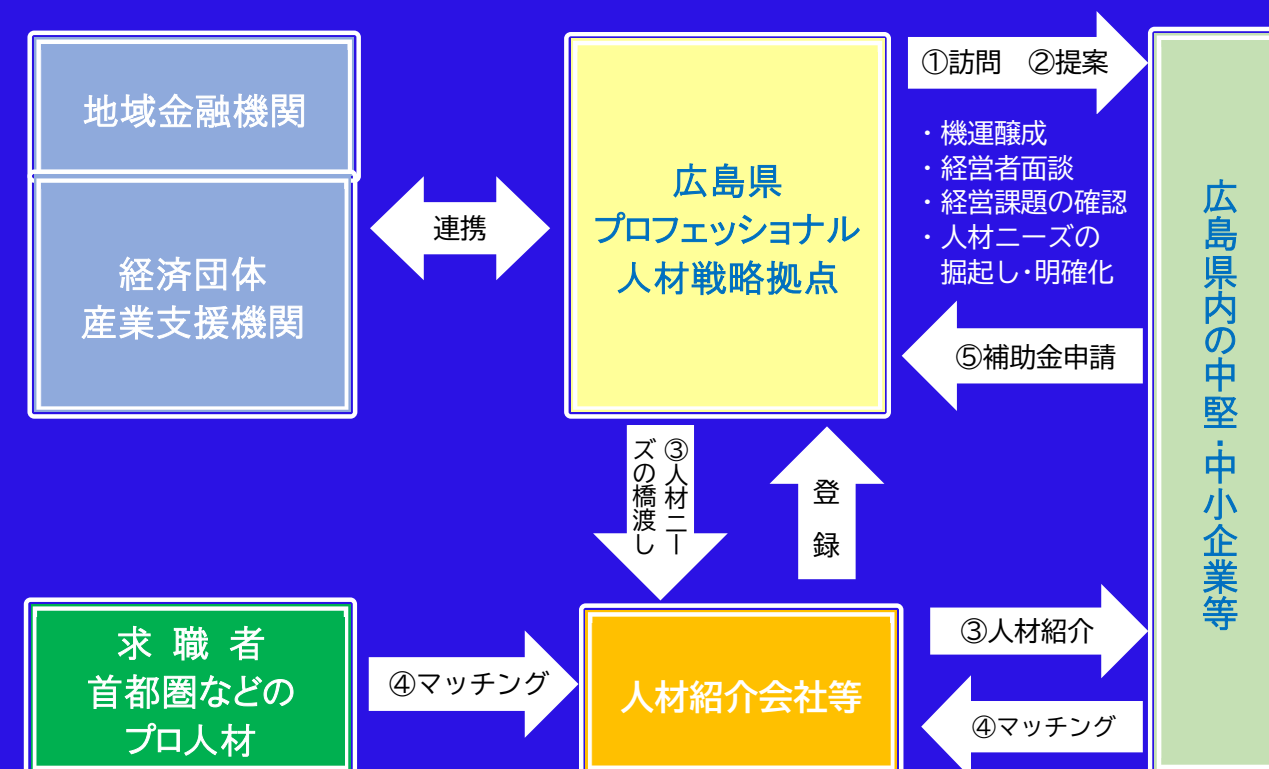 地域金融機関
経済団体
産業支援機関
連携
広島県
プロフェッショナル
人材戦略拠点
①訪問　②提案
・機運醸成
・経営者面談
・経営課題の確認
・人材ニーズの
掘起し・明確化
⑤補助金申請
広島県内の中堅・中小企業等
③人材ニー
ズの橋渡し
登
録
求 職 者
首都圏などの
プロ人材
④マッチング
人材紹介会社等
③人材紹介
④マッチング